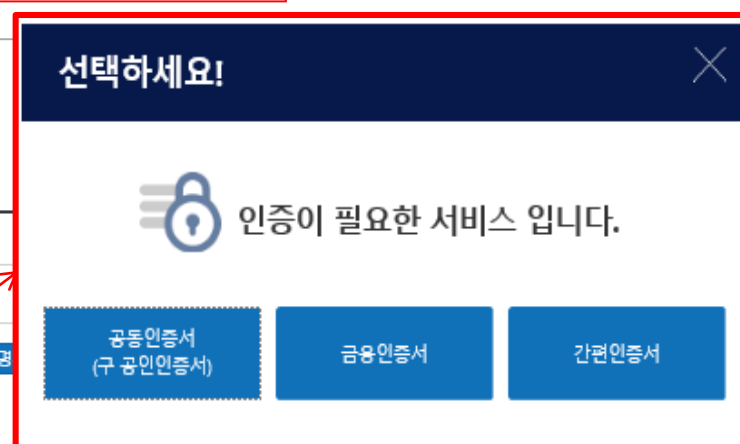 선택하세요!
인증이 필요한 서비스 입니다.
공동인증서
(구 공인인증서)
금융인증서
간편인증서
명